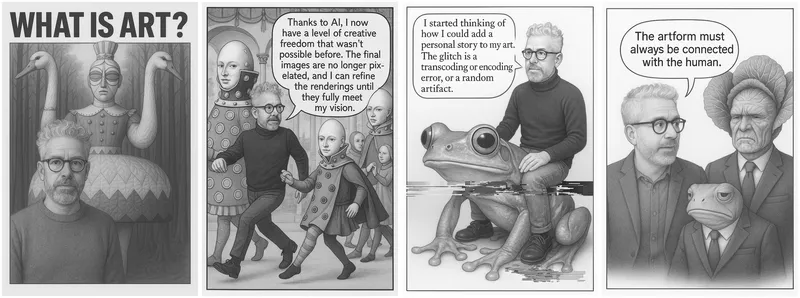 WHAT IS ART?
Thanks to AI, I now
have a level of creative
freedom that wasn't
possible before. The final
images are no longer pix-
elated, and I can refine
the renderings until
they fully meet
my vision.
I started thinking of
how I could add a
personal story to my art.
The glitch is a
transcoding or encoding
error, or a random
artifact.
The artform must
always be connected
with the human.